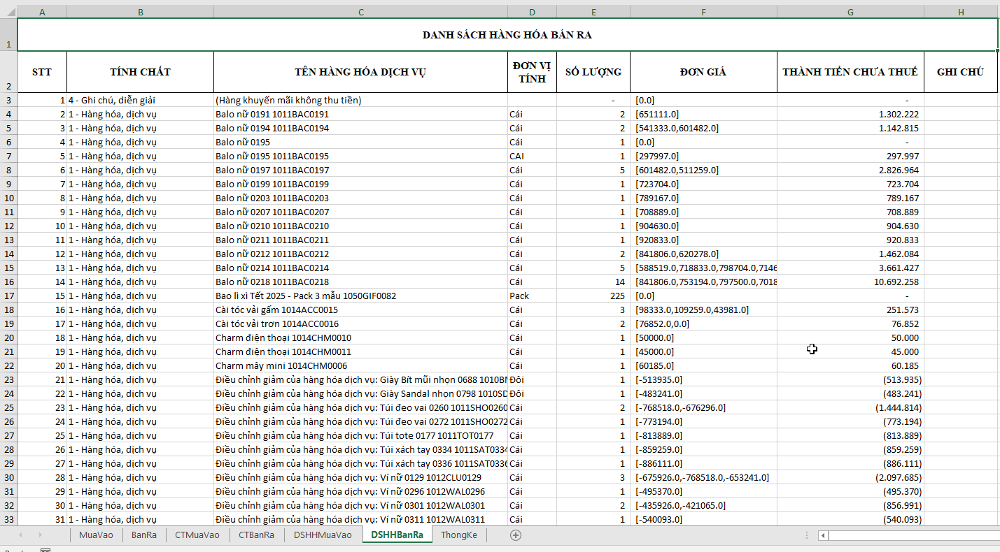 A B C D E F G H
1 DANH SÁCH HÀNG HÓA BÁN RA
2 STT TÍNH CHẤT TÊN HÀNG HÓA DỊCH VỤ ĐƠN VỊ TÍNH SỐ LƯỢNG ĐƠN GIÁ THÀNH TIỀN CHƯA THUẾ GHI CHÚ
3 1 4 - Ghi chú, diễn giải (Hàng khuyến mãi không thu tiền) - [0.0] -
4 2 1 - Hàng hóa, dịch vụ Balo nữ 0191 1011BAC0191 Cái 2 [651111.0] 1.302.222
5 3 1 - Hàng hóa, dịch vụ Balo nữ 0194 1011BAC0194 Cái 2 [541333.0,601482.0] 1.142.815
6 4 1 - Hàng hóa, dịch vụ Balo nữ 0195 Cái 1 [0.0] -
7 5 1 - Hàng hóa, dịch vụ Balo nữ 0195 1011BAC0195 CAI 1 [297997.0] 297.997
8 6 1 - Hàng hóa, dịch vụ Balo nữ 0197 1011BAC0197 Cái 5 [601482.0,511259.0] 2.826.964
9 7 1 - Hàng hóa, dịch vụ Balo nữ 0199 1011BAC0199 Cái 1 [723704.0] 723.704
10 8 1 - Hàng hóa, dịch vụ Balo nữ 0203 1011BAC0203 Cái 1 [789167.0] 789.167
11 9 1 - Hàng hóa, dịch vụ Balo nữ 0207 1011BAC0207 Cái 1 [708889.0] 708.889
12 10 1 - Hàng hóa, dịch vụ Balo nữ 0210 1011BAC0210 Cái 1 [904630.0] 904.630
13 11 1 - Hàng hóa, dịch vụ Balo nữ 0211 1011BAC0211 Cái 1 [920833.0] 920.833
14 12 1 - Hàng hóa, dịch vụ Balo nữ 0212 1011BAC0212 Cái 2 [841806.0,620278.0] 1.462.084
15 13 1 - Hàng hóa, dịch vụ Balo nữ 0214 1011BAC0214 Cái 5 [588519.0,718833.0,798704.0,7146 3.661.427
16 14 1 - Hàng hóa, dịch vụ Balo nữ 0218 1011BAC0218 Cái 14 [841806.0,753194.0,797500.0,7018 10.692.258
17 15 1 - Hàng hóa, dịch vụ Bao lì xì Tết 2025 - Pack 3 mẫu 1050GIF0082 Pack 225 [0.0] -
18 16 1 - Hàng hóa, dịch vụ Cài tóc vải gấm 1014ACC0015 Cái 3 [98333.0,109259.0,43981.0] 251.573
19 17 1 - Hàng hóa, dịch vụ Cài tóc vải trơn 1014ACC0016 Cái 2 [76852.0,0.0] 76.852
20 18 1 - Hàng hóa, dịch vụ Charm điện thoại 1014CHM0010 Cái 1 [50000.0] 50.000
21 19 1 - Hàng hóa, dịch vụ Charm điện thoại 1014CHM0011 Cái 1 [45000.0] 45.000
22 20 1 - Hàng hóa, dịch vụ Charm mây mini 1014CHM0006 Cái 1 [60185.0] 60.185
23 21 1 - Hàng hóa, dịch vụ Điều chỉnh giảm của hàng hóa dịch vụ: Giày Bít mũi nhọn 0688 Đôi 1 [-513935.0] (513.935)
24 22 1 - Hàng hóa, dịch vụ Điều chỉnh giảm của hàng hóa dịch vụ: Giày Sandal nhọn 0798 1010SD Đôi 1 [-483241.0] (483.241)
25 23 1 - Hàng hóa, dịch vụ Điều chỉnh giảm của hàng hóa dịch vụ: Túi đeo vai 0260 1011SHO0260 Cái 2 [-768518.0,-676296.0] (1.444.814)
26 24 1 - Hàng hóa, dịch vụ Điều chỉnh giảm của hàng hóa dịch vụ: Túi đeo vai 0272 1011SHO0272 Cái 1 [-773194.0] (773.194)
27 25 1 - Hàng hóa, dịch vụ Điều chỉnh giảm của hàng hóa dịch vụ: Túi tote 0177 1011TOT0177 Cái 1 [-813889.0] (813.889)
28 26 1 - Hàng hóa, dịch vụ Điều chỉnh giảm của hàng hóa dịch vụ: Túi xách tay 0334 1011SAT0334 Cái 1 [-859259.0] (859.259)
29 27 1 - Hàng hóa, dịch vụ Điều chỉnh giảm của hàng hóa dịch vụ: Túi xách tay 0336 1011SAT0336 Cái 1 [-886111.0] (886.111)
30 28 1 - Hàng hóa, dịch vụ Điều chỉnh giảm của hàng hóa dịch vụ: Ví nữ 0129 1012CLU0129 Cái 3 [-675926.0,-768518.0,-653241.0] (2.097.685)
31 29 1 - Hàng hóa, dịch vụ Điều chỉnh giảm của hàng hóa dịch vụ: Ví nữ 0296 1012WAL0296 Cái 1 [-495370.0] (495.370)
32 30 1 - Hàng hóa, dịch vụ Điều chỉnh giảm của hàng hóa dịch vụ: Ví nữ 0301 1012WAL0301 Cái 2 [-435926.0,-421065.0] (856.991)
33 31 1 - Hàng hóa, dịch vụ Điều chỉnh giảm của hàng hóa dịch vụ: Ví nữ 0311 1012WAL0311 Cái 1 [-540093.0] (540.093)
MuaVao BanRa CTMuaVao CTBanRa DSHHMuaVao DSHHBanRa ThongKe